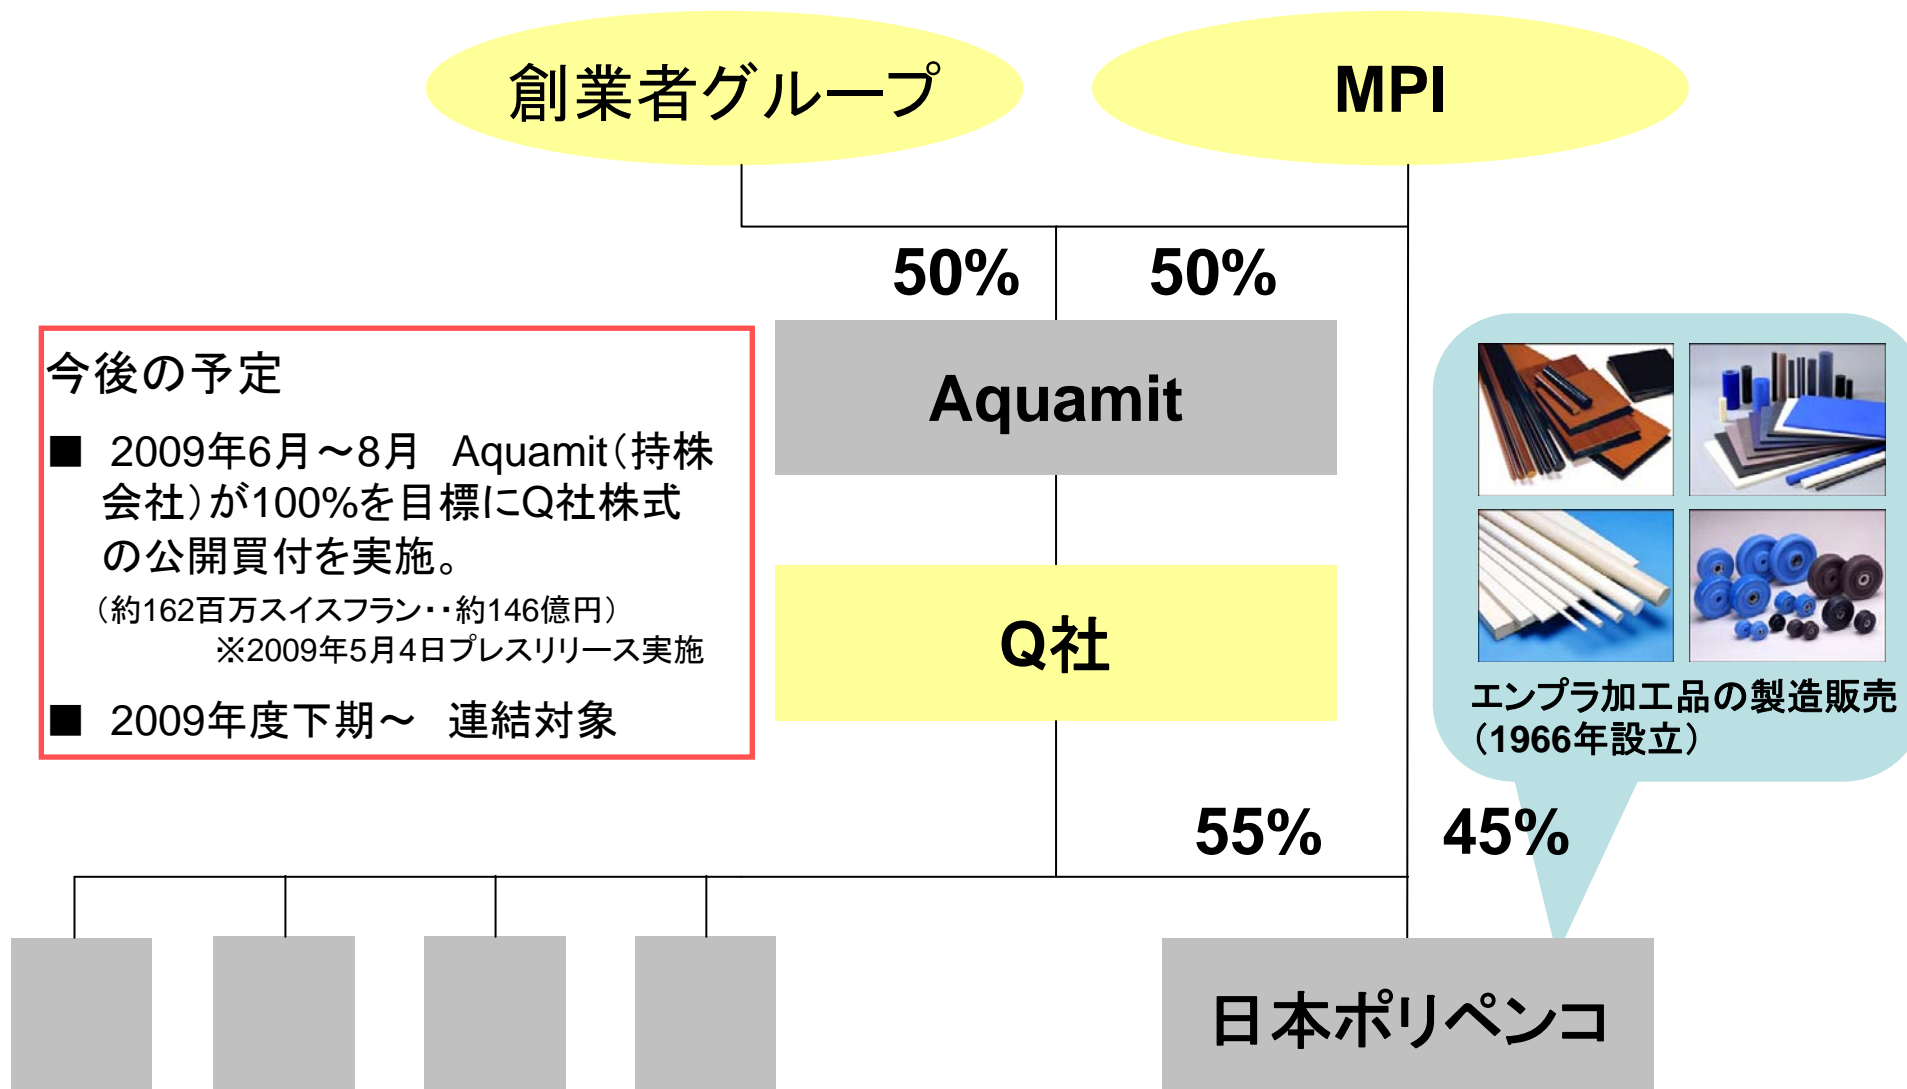 創業者グループ
MPI
50%
50%
Aquamit
今後の予定
■ 2009年6月～8月 Aquamit（持株
会社）が100%を目標にQ社株式
の公開買付を実施。
（約162百万スイスフラン・・約146億円）
※2009年5月4日プレスリリース実施
■ 2009年度下期～ 連結対象
Q社
エンプラ加工品の製造販売
（1966年設立）
55%
45%
日本ポリペンコ